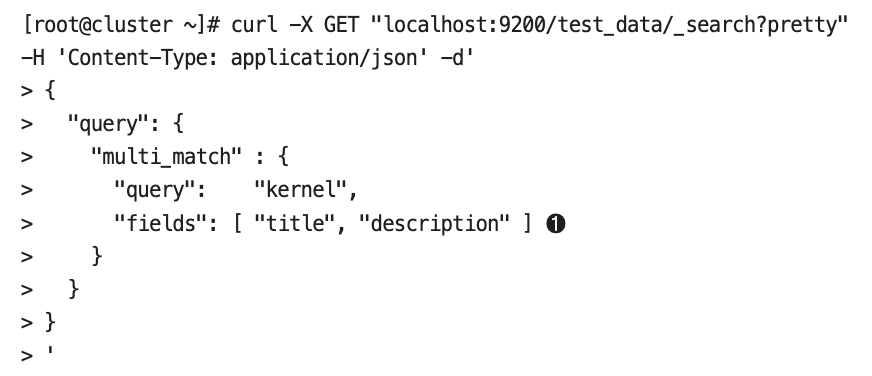 [root@cluster ~]# curl -X GET "localhost:9200/test_data/_search?pretty"
-H 'Content-Type: application/json' -d'
> {
>   "query": {
>     "multi_match" : {
>       "query":    "kernel",
>       "fields": [ "title", "description" ] ❶
>     }
>   }
> }
> '